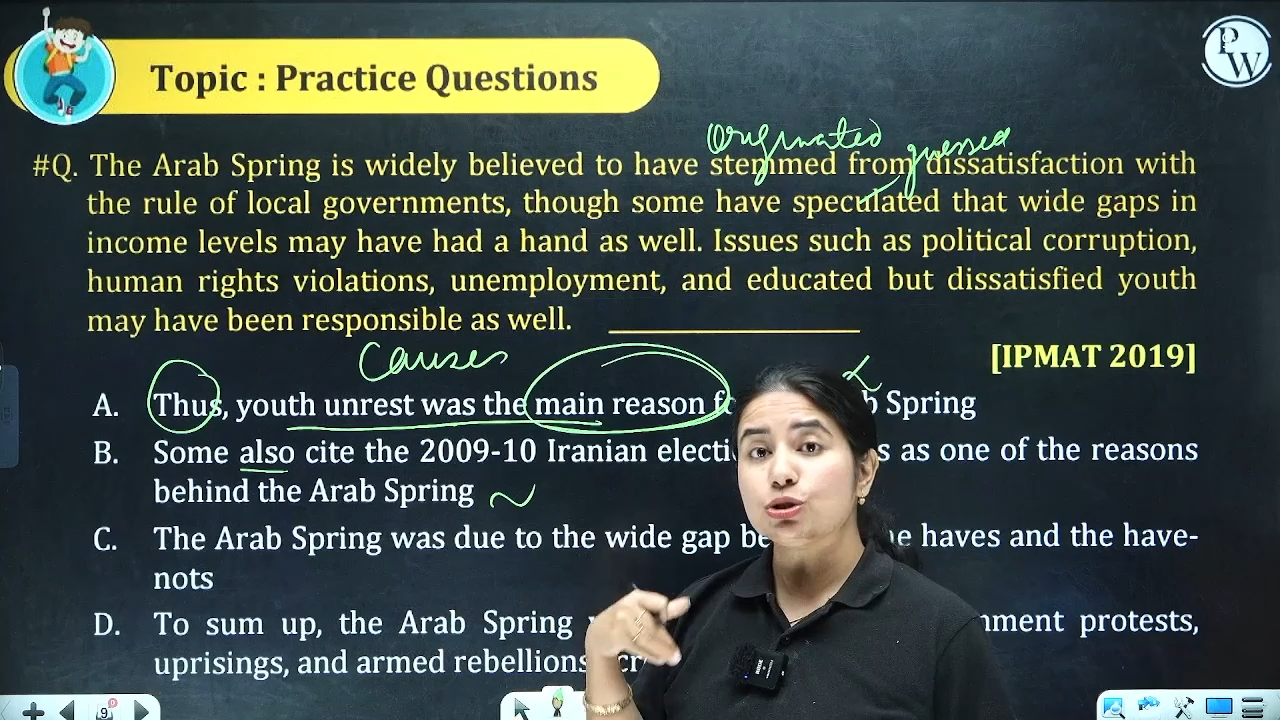 Topic : Practice Questions
PW
originated guessed
#Q. The Arab Spring is widely believed to have stemmed from dissatisfaction with
the rule of local governments, though some have speculated that wide gaps in
income levels may have had a hand as well. Issues such as political corruption,
human rights violations, unemployment, and educated but dissatisfied youth
may have been responsible as well. ____________
Causes
[IPMAT 2019]
A. Thus, youth unrest was the main reason Spring
B. Some also cite the 2009-10 Iranian as one of the reasons
behind the Arab Spring
C. The Arab Spring was due to the wide gap haves and the have-
nots
D. To sum up, the Arab Spring protests,
uprisings, and armed rebellions
9